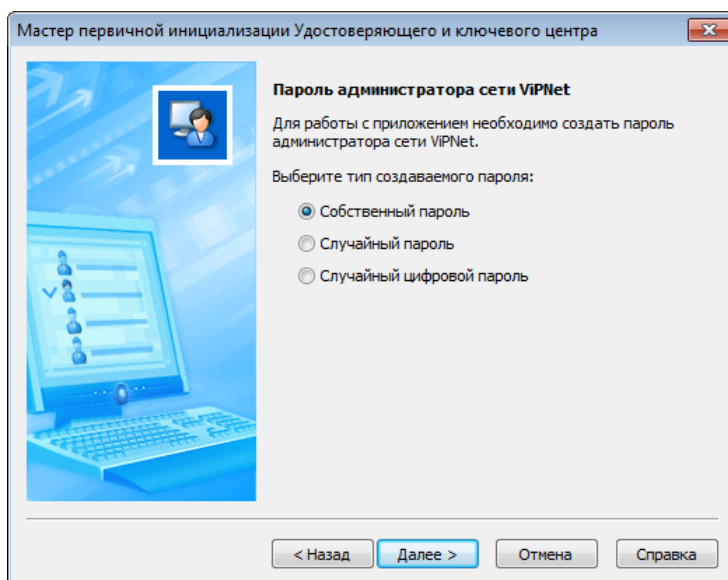 Мастер первичной инициализации Удостоверяющего и ключевого центра
Пароль администратора сети ViPNet
Для работы с приложением необходимо создать пароль
администратора сети ViPNet.
Выберите тип создаваемого пароля:
Собственный пароль
Случайный пароль
Случайный цифровой пароль
< Назад Далее > Отмена Справка